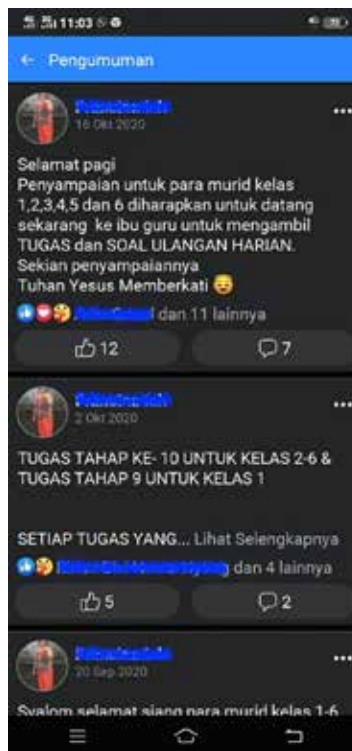 11:03
Pengumuman
16 Okt 2020
Selamat pagi
Penyampaian untuk para murid kelas
1,2,3,4,5 dan 6 diharapkan untuk datang
sekarang ke ibu guru untuk mengambil
TUGAS dan SOAL ULANGAN HARIAN.
Sekian penyampaiannya
Tuhan Yesus Memberkati
dan 11 lainnya
12 7
2 Okt 2020
TUGAS TAHAP KE- 10 UNTUK KELAS 2-6 &
TUGAS TAHAP 9 UNTUK KELAS 1
SETIAP TUGAS YANG... Lihat Selengkapnya
dan 4 lainnya
5 2
20 Sep 2020
Syalom selamat siang para murid kelas 1-6